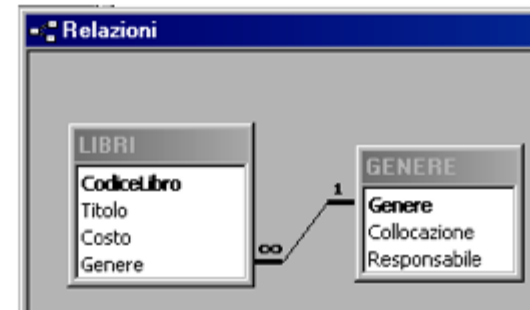 Relazioni
LIBRI
CodiceLibro
Titolo
Costo
Genere
∞
1
GENERE
Genere
Collocazione
Responsabile